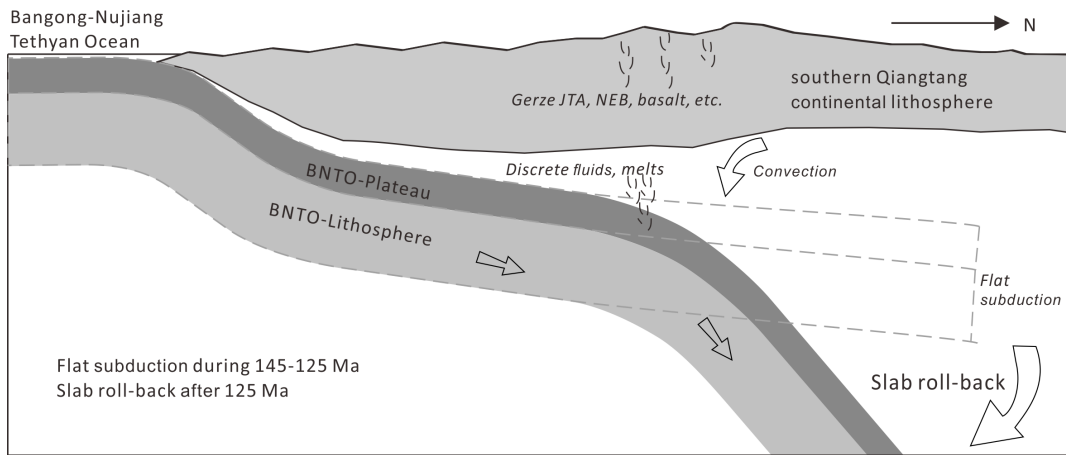 Bangong-Nujiang
Tethyan Ocean
N
southern Qiangtang
continental lithosphere
Gerze JTA, NEB, basalt, etc.
Discrete fluids, melts
Convection
BNTO-Plateau
BNTO-Lithosphere
Flat
subduction
Flat subduction during 145-125 Ma
Slab roll-back after 125 Ma
Slab roll-back